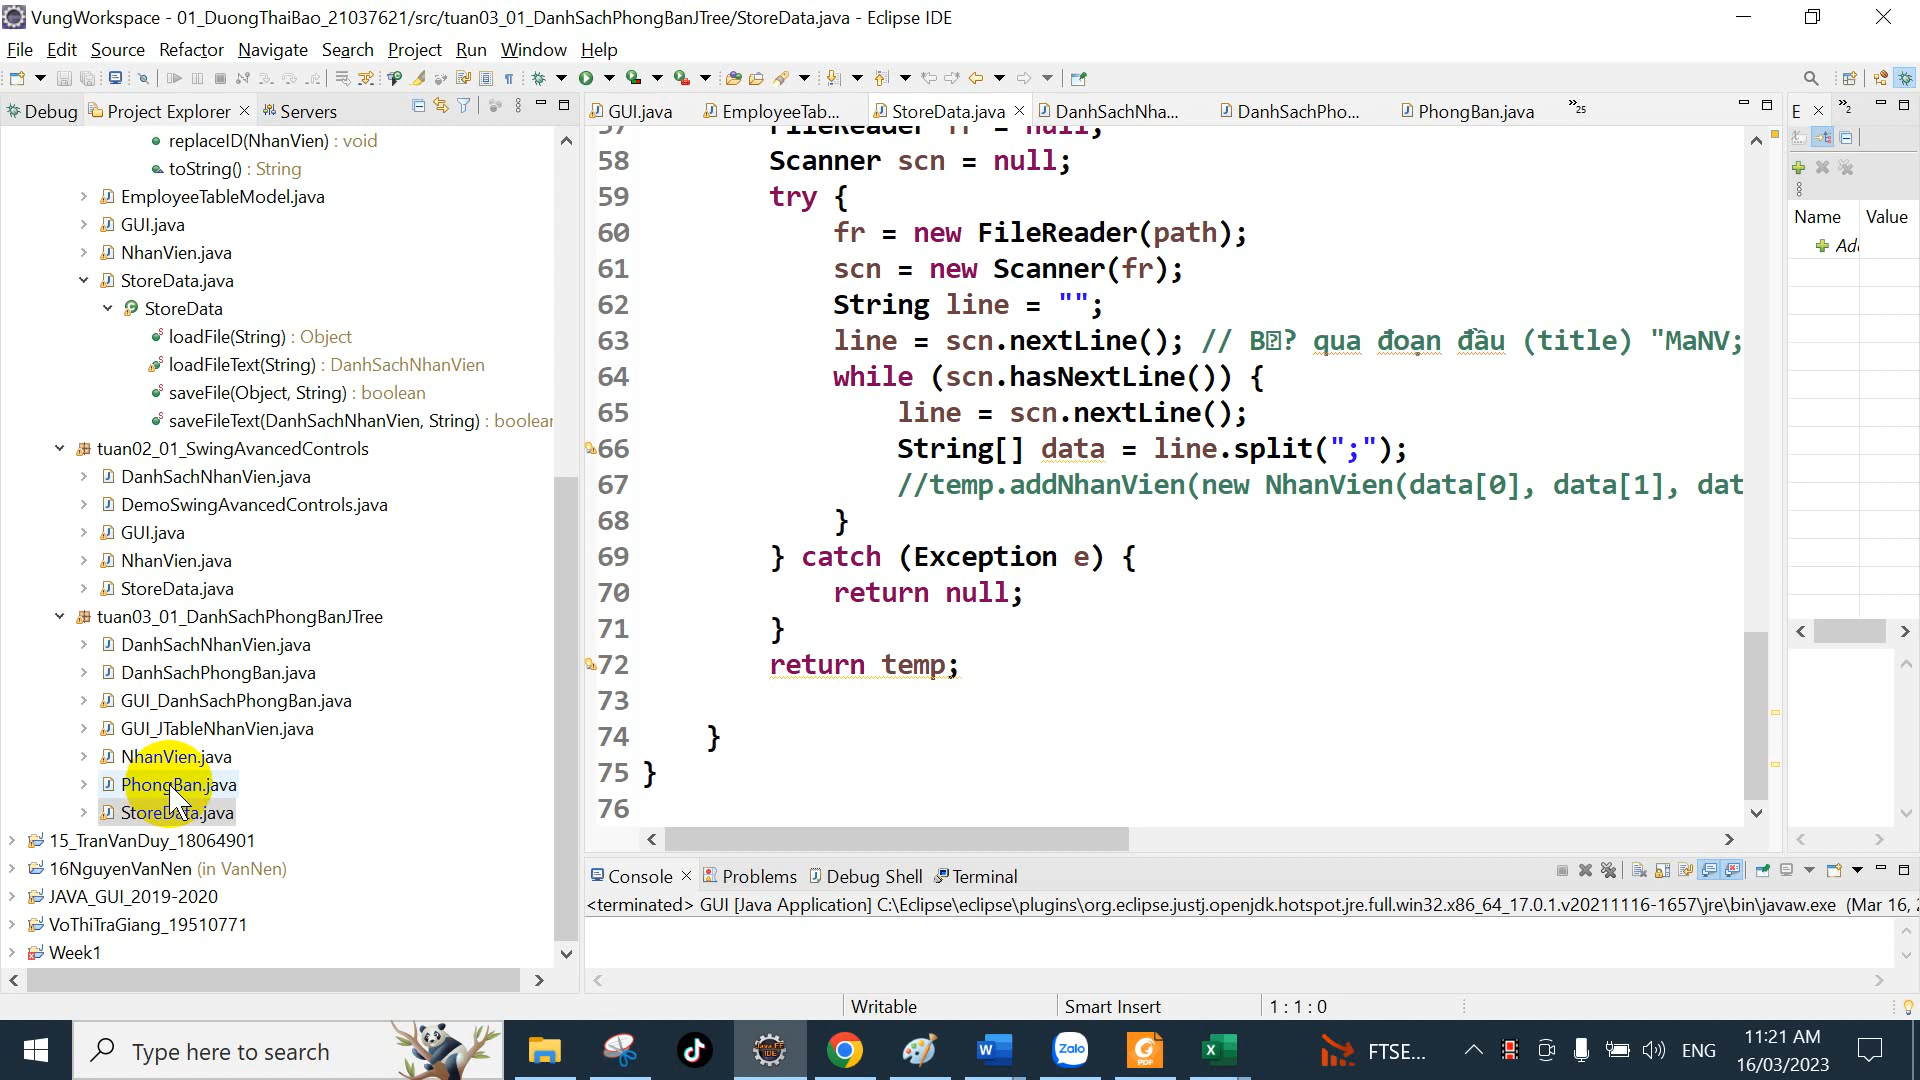 VungWorkspace - 01_DuongThaiBao_21037621/src/tuan03_01_DanhSachPhongBanJTree/StoreData.java - Eclipse IDE
File Edit Source Refactor Navigate Search Project Run Window Help
Debug Project Explorer Servers
GUI.java EmployeeTab... StoreData.java DanhSachNha... DanhSachPho... PhongBan.java »25
E »2
replaceID(NhanVien) : void
toString() : String
EmployeeTableModel.java
GUI.java
NhanVien.java
StoreData.java
StoreData
loadFile(String) : Object
loadFileText(String) : DanhSachNhanVien
saveFile(Object, String) : boolean
saveFileText(DanhSachNhanVien, String) : boolean
tuan02_01_SwingAvancedControls
DanhSachNhanVien.java
DemoSwingAvancedControls.java
GUI.java
NhanVien.java
StoreData.java
tuan03_01_DanhSachPhongBanJTree
DanhSachNhanVien.java
DanhSachPhongBan.java
GUI_DanhSachPhongBan.java
GUI_JTableNhanVien.java
NhanVien.java
PhongBan.java
StoreData.java
15_TranVanDuy_18064901
16NguyenVanNen (in VanNen)
JAVA_GUI_2019-2020
VoThiTraGiang_19510771
Week1
57 FileReader fr = null;
58 Scanner scn = null;
59 try {
60 fr = new FileReader(path);
61 scn = new Scanner(fr);
62 String line = "";
63 line = scn.nextLine(); // B? qua đoạn đầu (title) "MaNV;
64 while (scn.hasNextLine()) {
65 line = scn.nextLine();
66 String[] data = line.split(";");
67 //temp.addNhanVien(new NhanVien(data[0], data[1], dat
68 }
69 } catch (Exception e) {
70 return null;
71 }
72 return temp;
73
74 }
75 }
76
Name Value
Ad
Console Problems Debug Shell Terminal
<terminated> GUI [Java Application] C:\Eclipse\eclipse\plugins\org.eclipse.justj.openjdk.hotspot.jre.full.win32.x86_64_17.0.1.v20211116-1657\jre\bin\javaw.exe (Mar 16, 2
Writable Smart Insert 1 : 1 : 0
Type here to search
FTSE... ENG
11:21 AM
16/03/2023